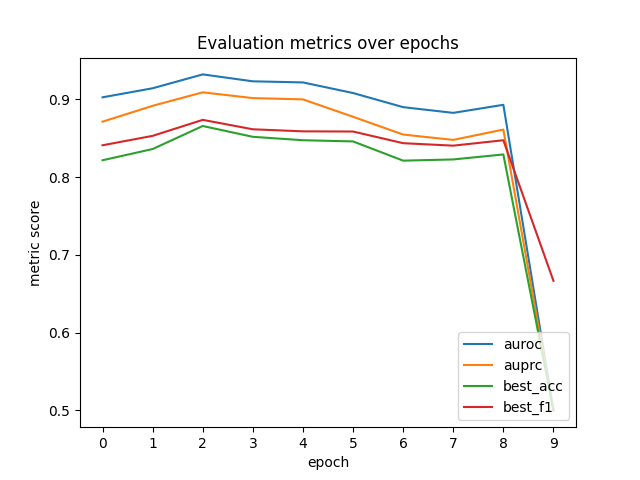 Evaluation metrics over epochs
metric score
0.9
0.8
0.7
0.6
0.5
auroc
auprc
best_acc
best_f1
0 1 2 3 4 5 6 7 8 9
epoch